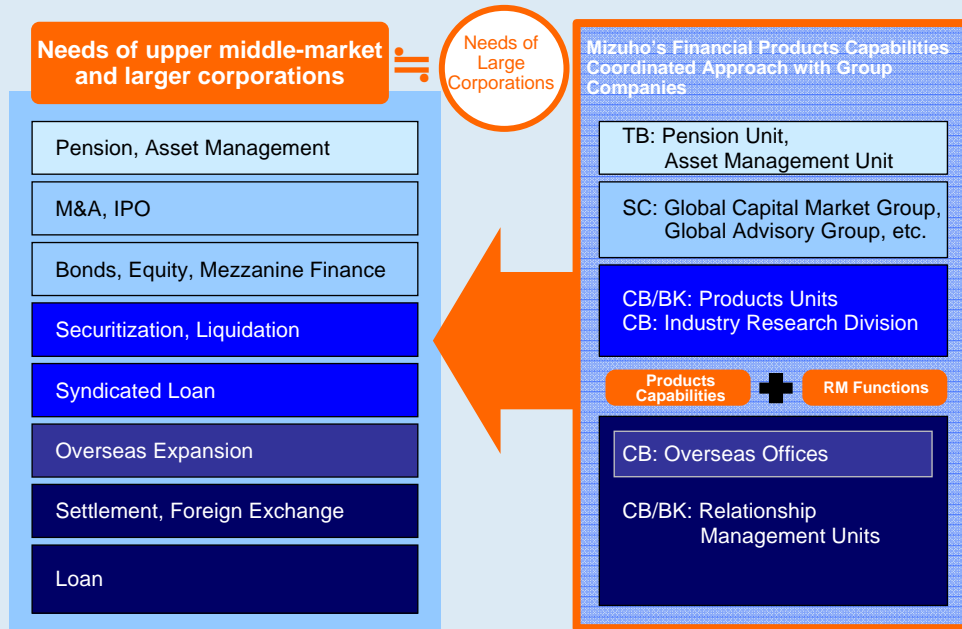 Needs of upper middle-market
and larger corporations
≒
Needs of
Large
Corporations
Pension, Asset Management
M&A, IPO
Bonds, Equity, Mezzanine Finance
Securitization, Liquidation
Syndicated Loan
Overseas Expansion
Settlement, Foreign Exchange
Loan
Mizuho's Financial Products Capabilities
Coordinated Approach with Group
Companies
TB: Pension Unit,
Asset Management Unit
SC: Global Capital Market Group,
Global Advisory Group, etc.
CB/BK: Products Units
CB: Industry Research Division
Products
Capabilities
RM Functions
CB: Overseas Offices
CB/BK: Relationship
Management Units